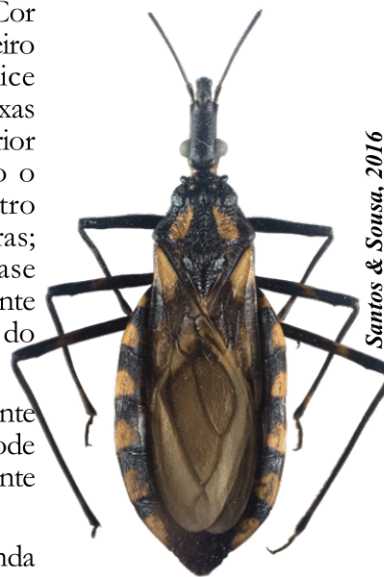 Cor
eiro
ice
xas
rior
o o
tro
ras;
ase
nte
do
nte
ode
nte
nda
Santos & Sousa, 2016